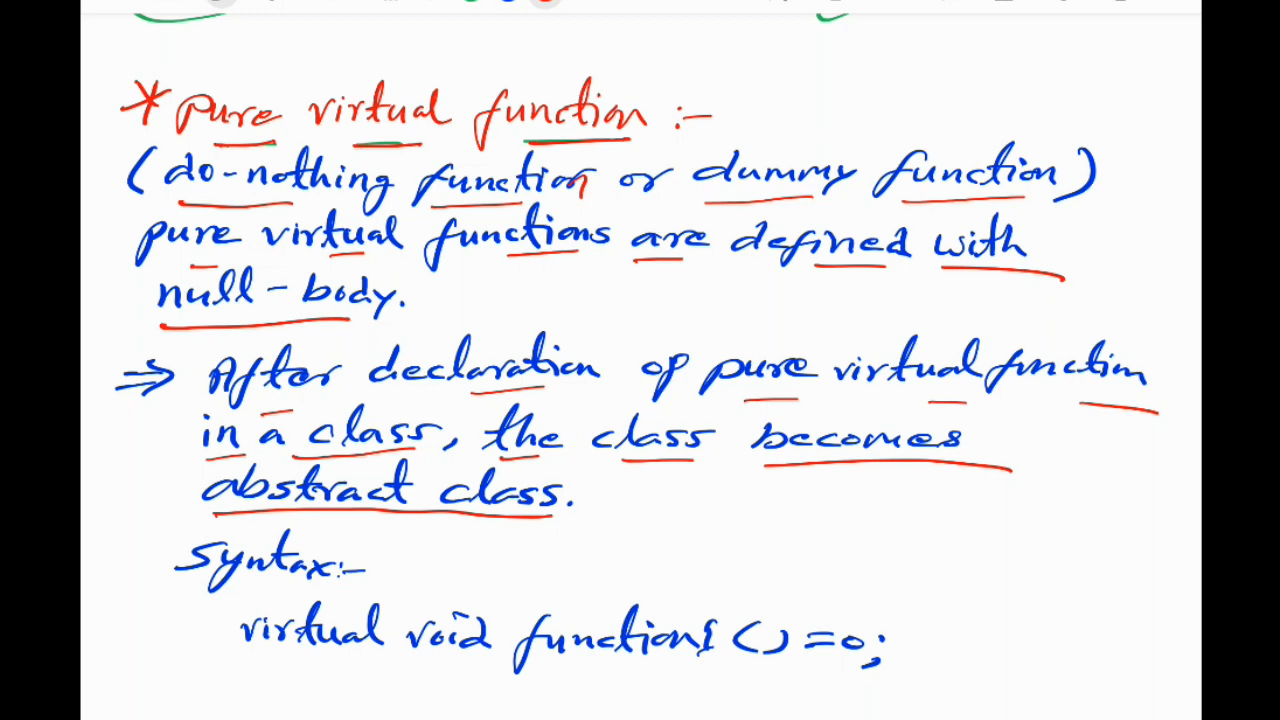 * pure virtual function :-
(do-nothing function or dummy function)
pure virtual functions are defined with
null-body.
⇒ After declaration of pure virtual function
in a class, the class becomes
abstract class.
Syntax:-
virtual void function1 () = 0;